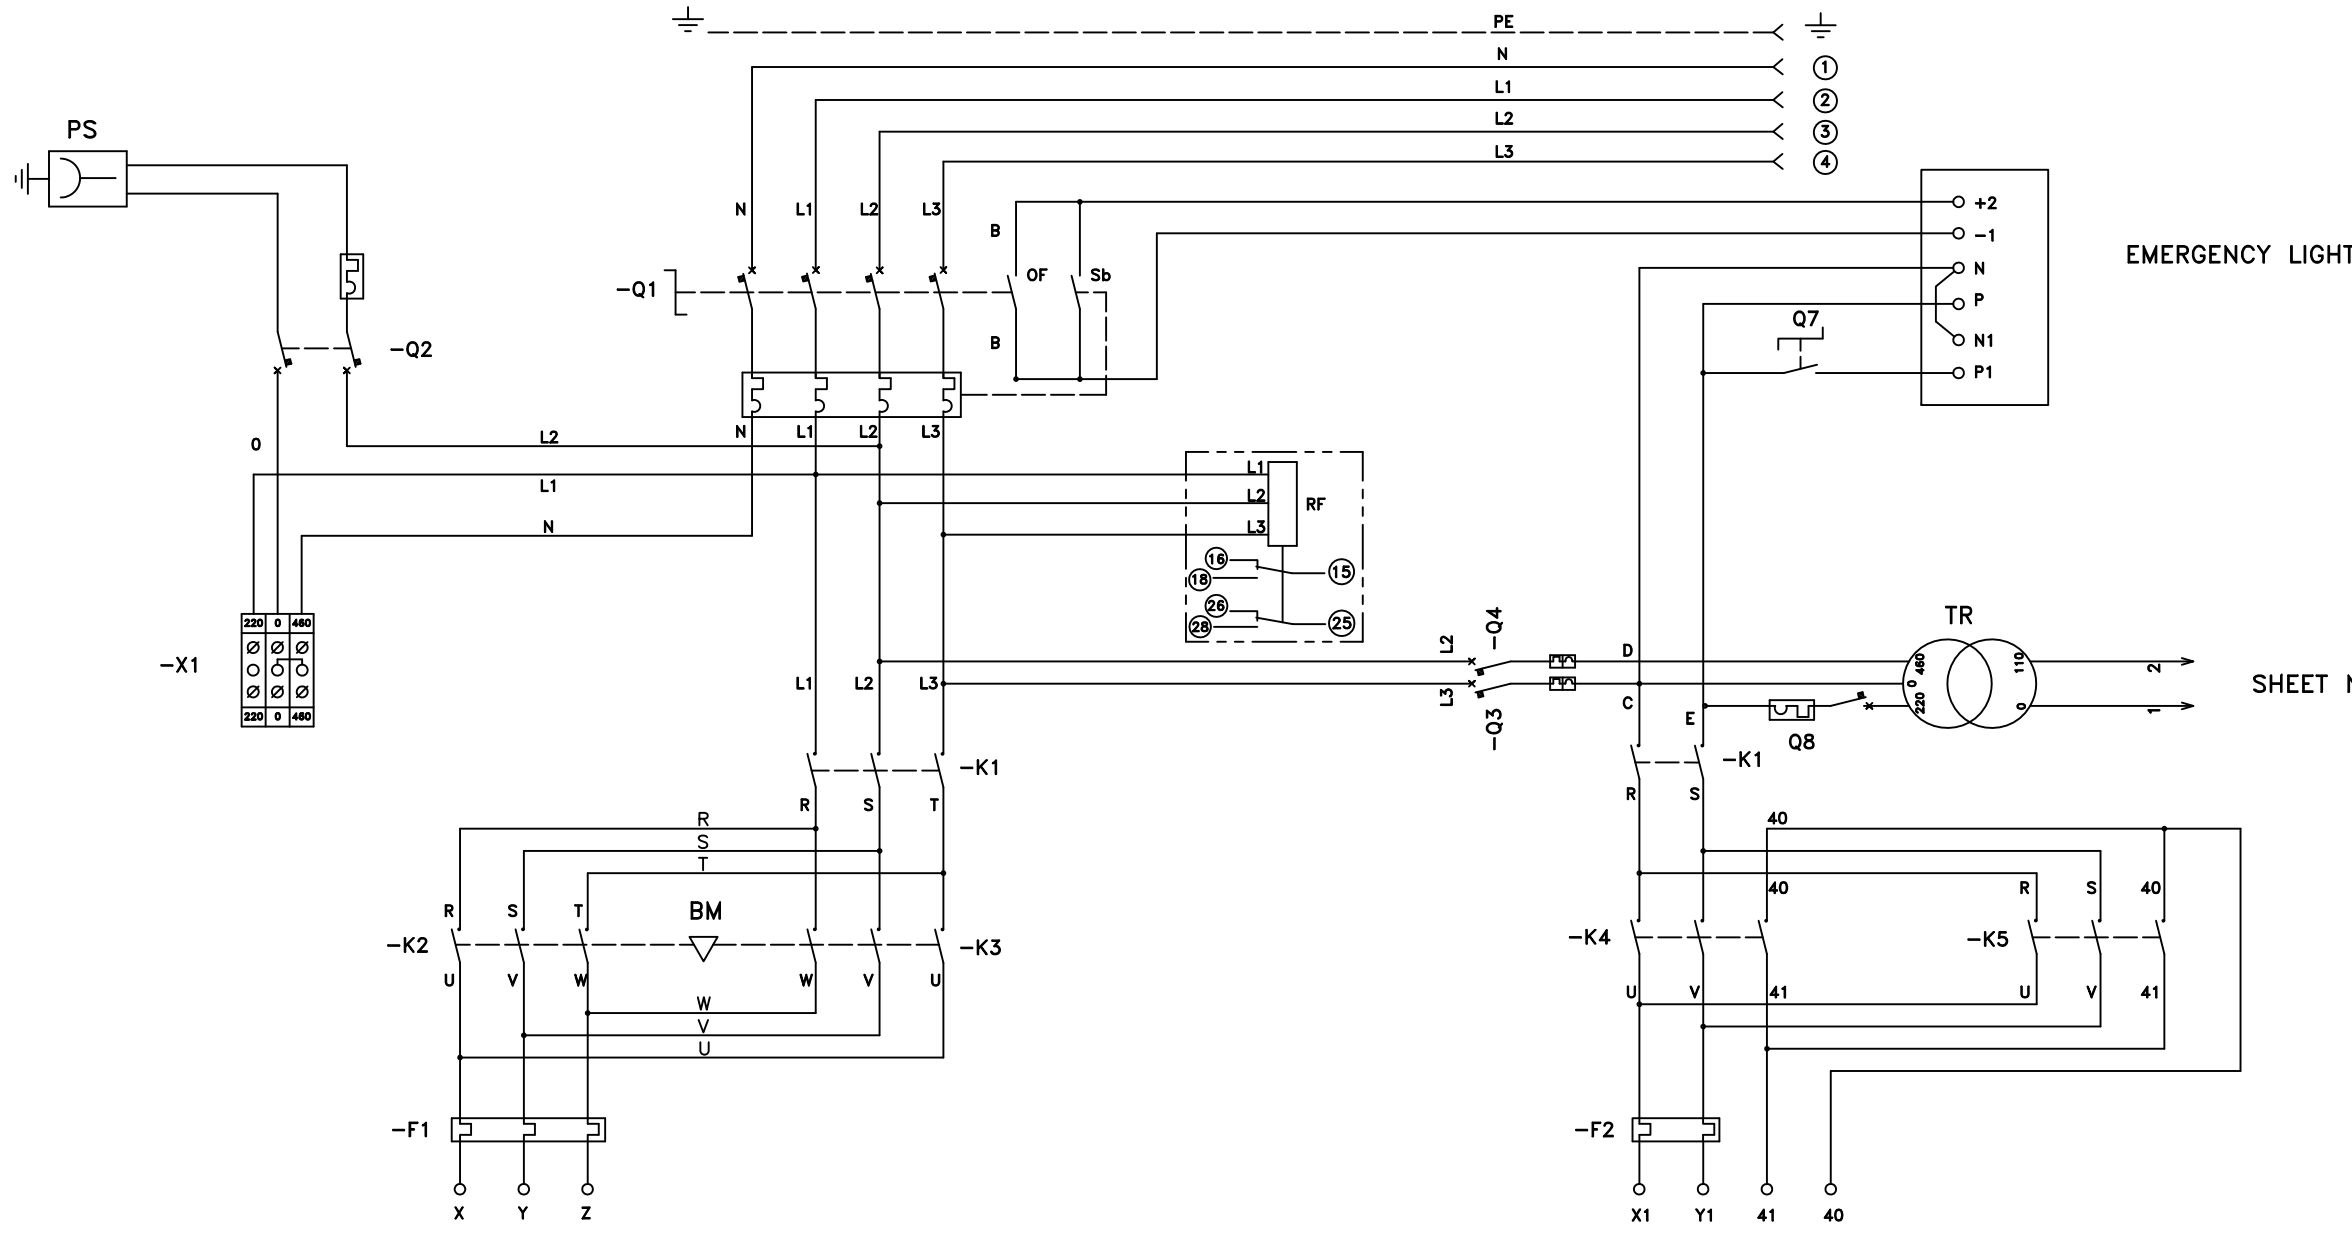 PE
N
1
L1
2
L2
3
L3
4
PS
N L1 L2 L3
B
+2
-1
N
P
N1
P1
EMERGENCY LIGHT
-Q1
OF
Sb
Q7
B
-Q2
N L1 L2 L3
0
L2
L1
N
L1
L2
L3
RF
16
18
15
26
28
25
220 0 460
220 0 460
-X1
L1 L2 L3
L2
L3
-Q4
-Q3
D
C
E
TR
460
0
220
110
0
2
1
SHEET
Q8
-K1
R S T
-K1
R S
R
S
T
40
R S T
BM
-K2
-K3
U V W
W V U
W
V
U
40
R S 40
-K4
-K5
U V 41
U V 41
-F1
-F2
X Y Z
X1 Y1 41 40